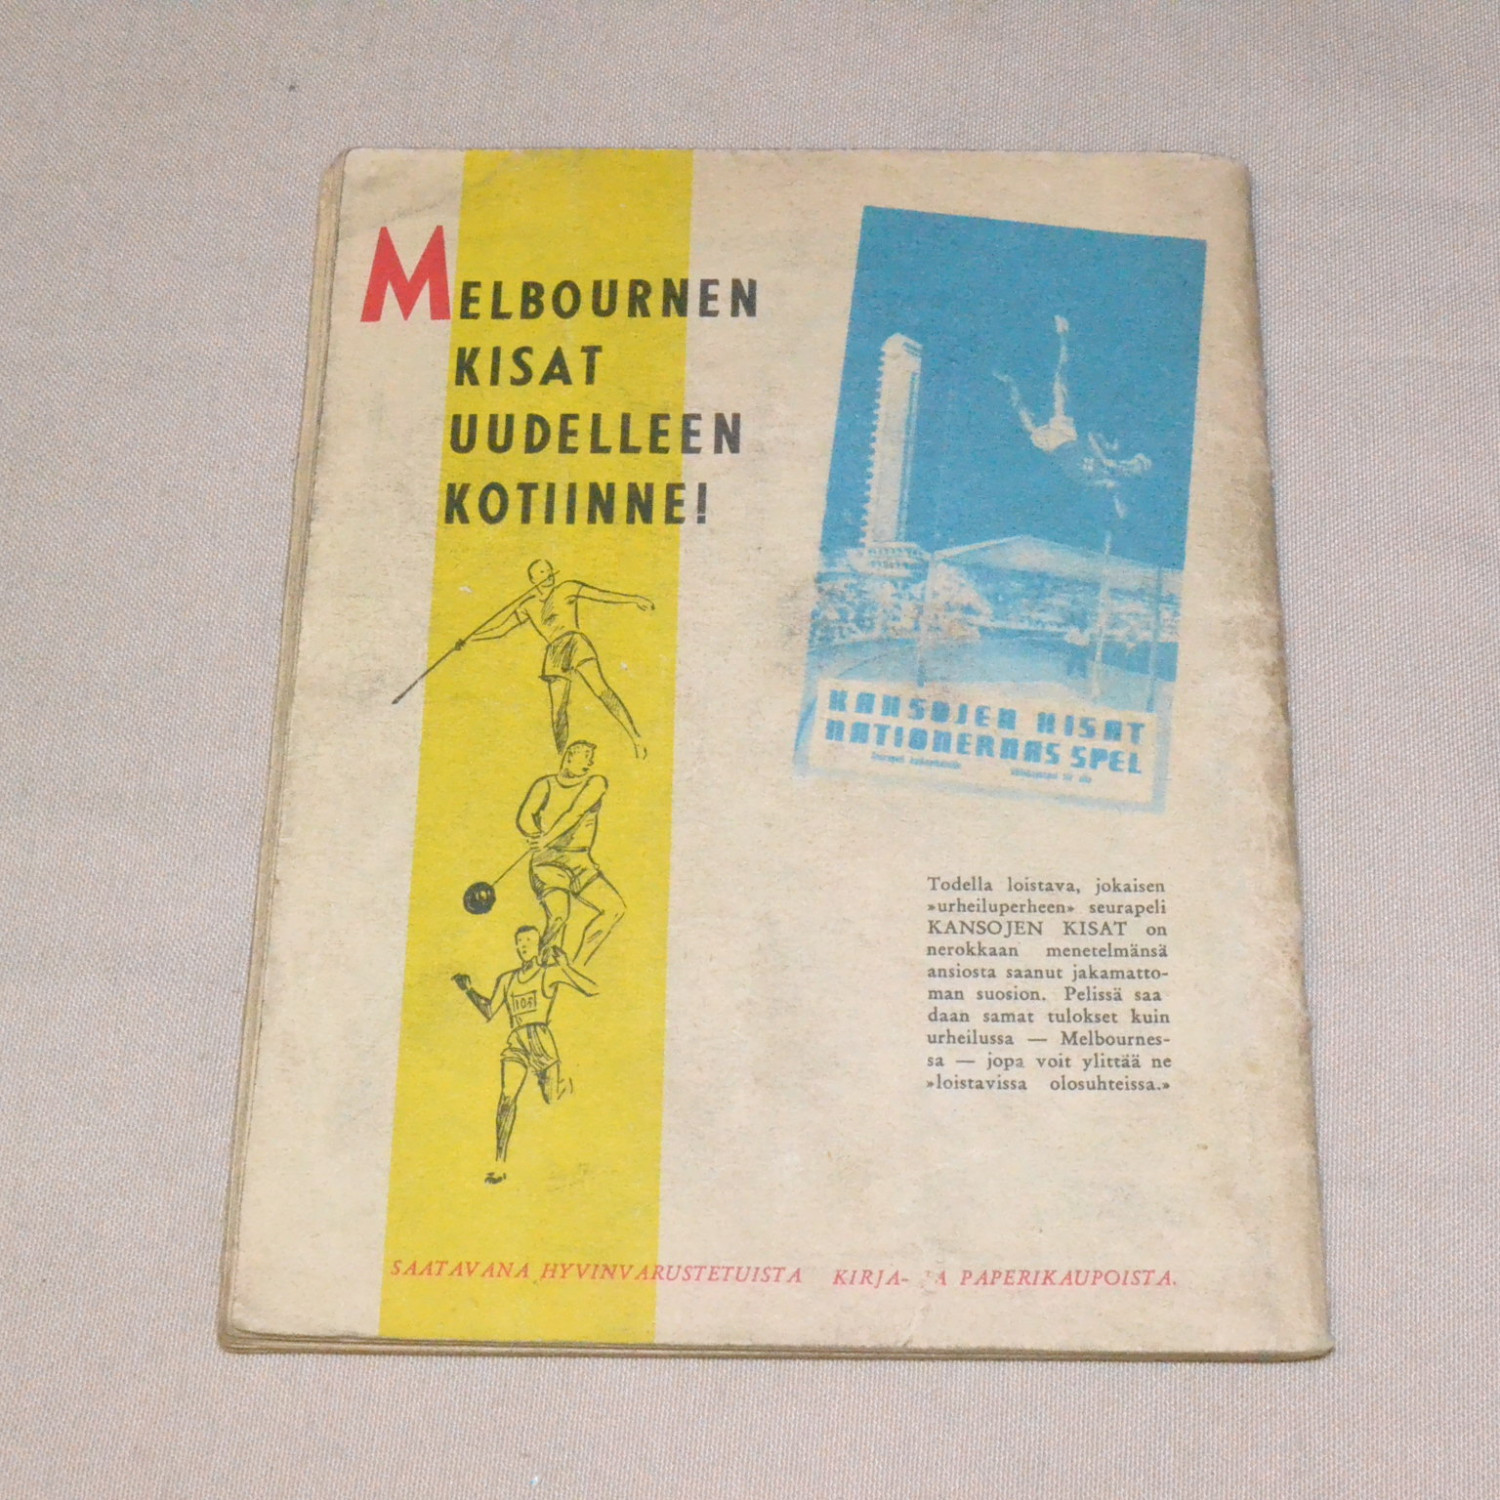 MELBOURNEN
KISAT
UUDELLEEN
KOTIINNE!
KANSOJEN KISAT
NATIONERNAS SPEL
105
Todella loistava, jokaisen
»urheiluperheen» seurapeli
KANSOJEN KISAT on
nerokkaan menetelmänsä
ansiosta saanut jakamatto-
man suosion. Pelissä saa
daan samat tulokset kuin
urheilussa — Melbournes-
sa — jopa voit ylittää ne
»loistavissa olosuhteissa.»
SAATAVANA HYVINVARUSTETUISTA KIRJA- JA PAPERIKAUPOISTA.